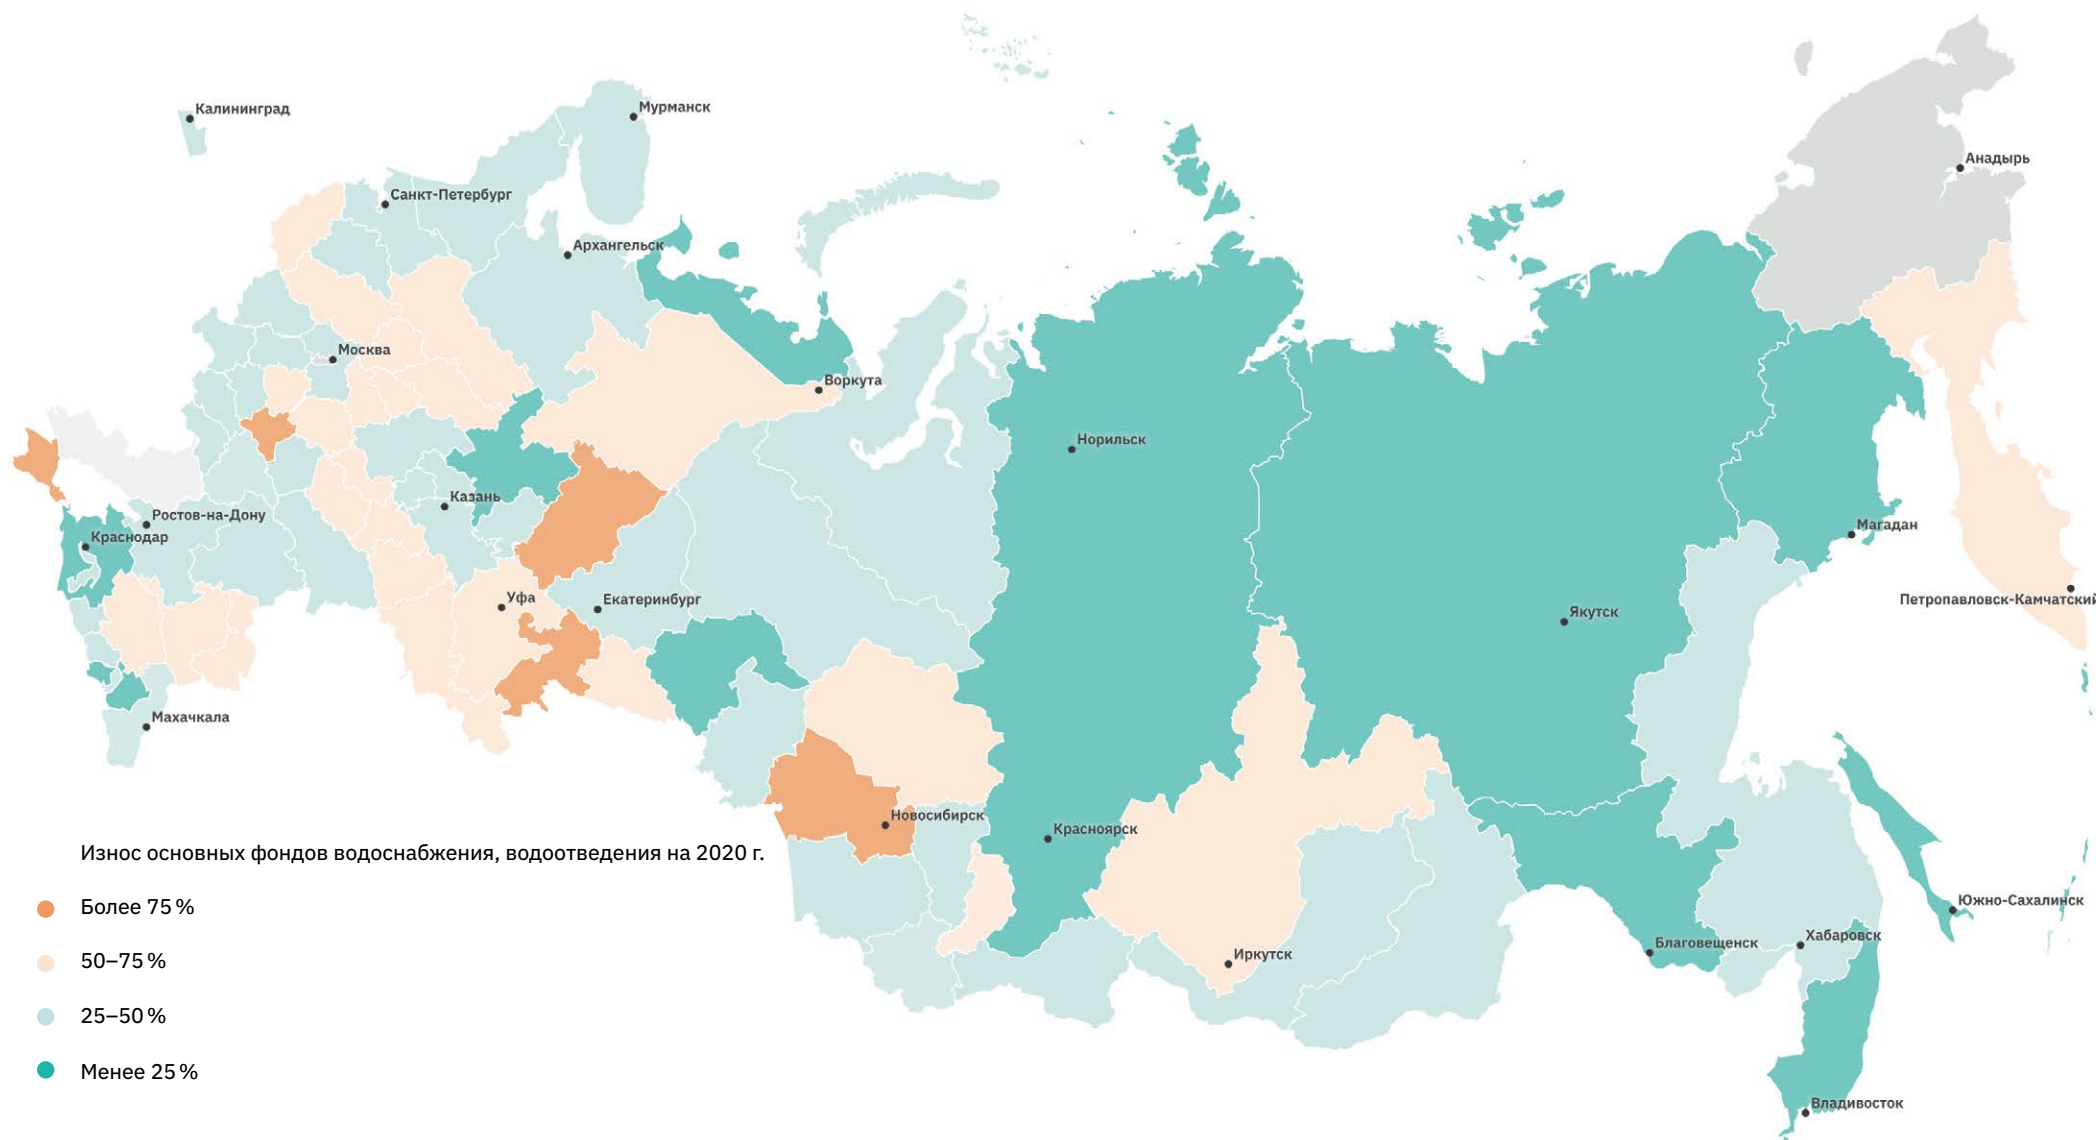 Калининград
Мурманск
Санкт-Петербург
Архангельск
Анадырь
Москва
Воркута
Норильск
Казань
Ростов-на-Дону
Краснодар
Магадан
Уфа
Екатеринбург
Петропавловск-Камчатский
Якутск
Махачкала
Новосибирск
Красноярск
Износ основных фондов водоснабжения, водоотведения на 2020 г.
Более 75 %
50–75 %
25–50 %
Менее 25 %
Южно-Сахалинск
Хабаровск
Благовещенск
Иркутск
Владивосток